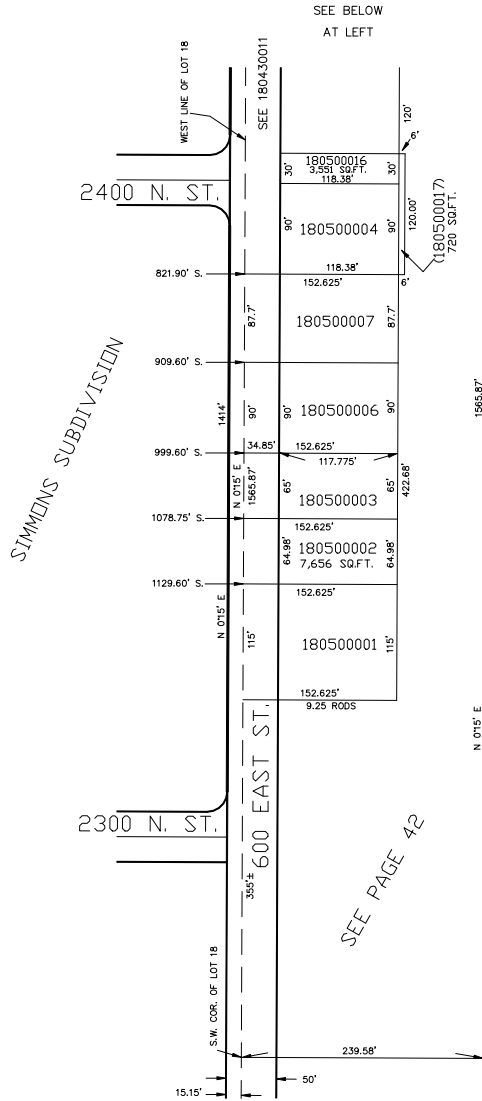 SEE BELOW
AT LEFT
WEST LINE OF LOT 18
SEE 180430011
120'
6'
180500016
3,551 SQ.FT.
118.38'
30'
30'
2400 N. ST.
90'
180500004
90'
120.00'
(180500017)
720 SQ.FT.
821.90' S.
118.38'
152.625'
6'
87.7'
180500007
87.7'
SIMMONS SUBDIVISION
909.60' S.
1414'
90'
90'
180500006
90'
1565.87'
999.60' S.
34.85'
152.625'
117.775'
N 0°15' E
1565.87'
65'
180500003
65'
422.68'
1078.75' S.
152.625'
64.98'
180500002
7,656 SQ.FT.
64.98'
1129.60' S.
152.625'
N 0°15' E
115'
180500001
115'
152.625'
9.25 RODS
N 0°15' E
600 EAST ST.
2300 N. ST.
355'±
SEE PAGE 42
S.W. COR. OF LOT 18
239.58'
50'
15.15'